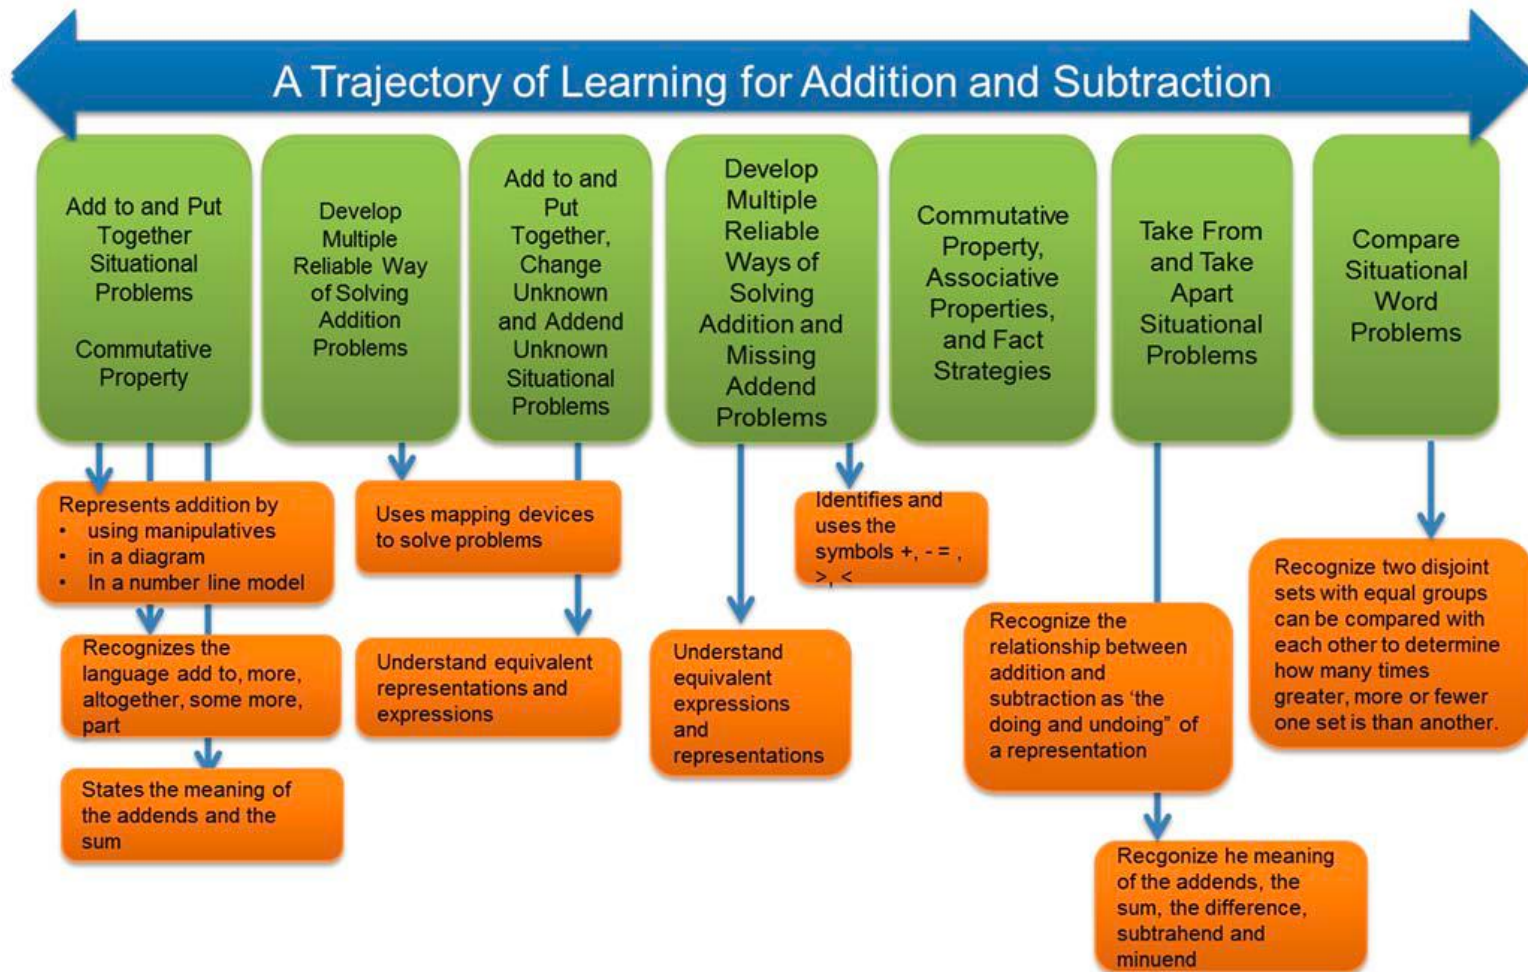 A Trajectory of Learning for Addition and Subtraction
Add to and Put
Together
Situational
Problems
Commutative
Property
Develop
Multiple
Reliable Way
of Solving
Addition
Problems
Add to and
Put
Together,
Change
Unknown
and Addend
Unknown
Situational
Problems
Develop
Multiple
Reliable
Ways of
Solving
Addition and
Missing
Addend
Problems
Commutative
Property,
Associative
Properties,
and Fact
Strategies
Take From
and Take
Apart
Situational
Problems
Compare
Situational
Word
Problems
Represents addition by
• using manipulatives
• in a diagram
• In a number line model
Recognizes the
language add to, more,
altogether, some more,
part
States the meaning of
the addends and the
sum
Uses mapping devices
to solve problems
Understand equivalent
representations and
expressions
Understand
equivalent
expressions
and
representations
Identifies and
uses the
symbols +, - = ,
>, <
Recognize the
relationship between
addition and
subtraction as ‘the
doing and undoing” of
a representation
Recgonize he meaning
of the addends, the
sum, the difference,
subtrahend and
minuend
Recognize two disjoint
sets with equal groups
can be compared with
each other to determine
how many times
greater, more or fewer
one set is than another.